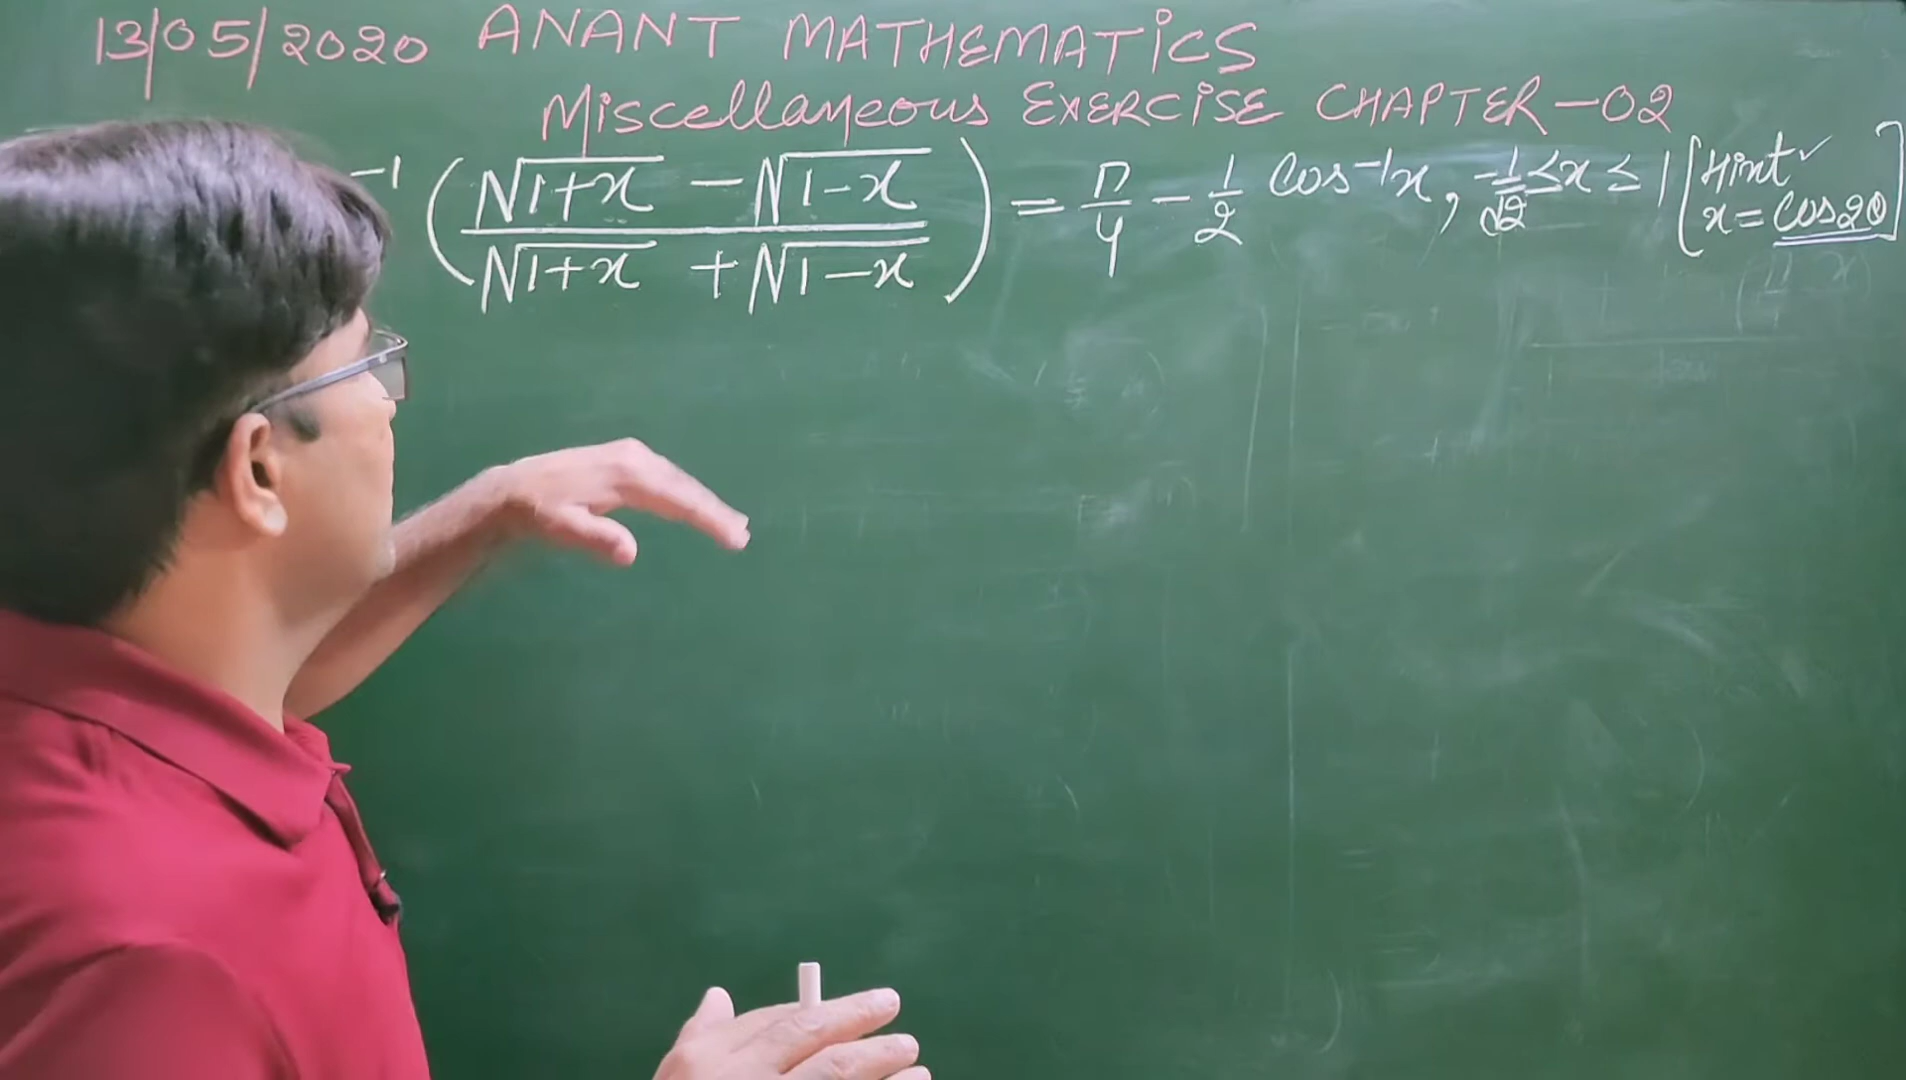 13/05/2020 ANANT MATHEMATICS
Miscellaneous EXERCISE CHAPTER-02
⁻¹ ( (√1+x - √1-x) / (√1+x + √1-x) ) = π/4 - 1/2 cos⁻¹x, -1/√2 ≤ x ≤ 1 [Hint ✓
x = cos2θ]